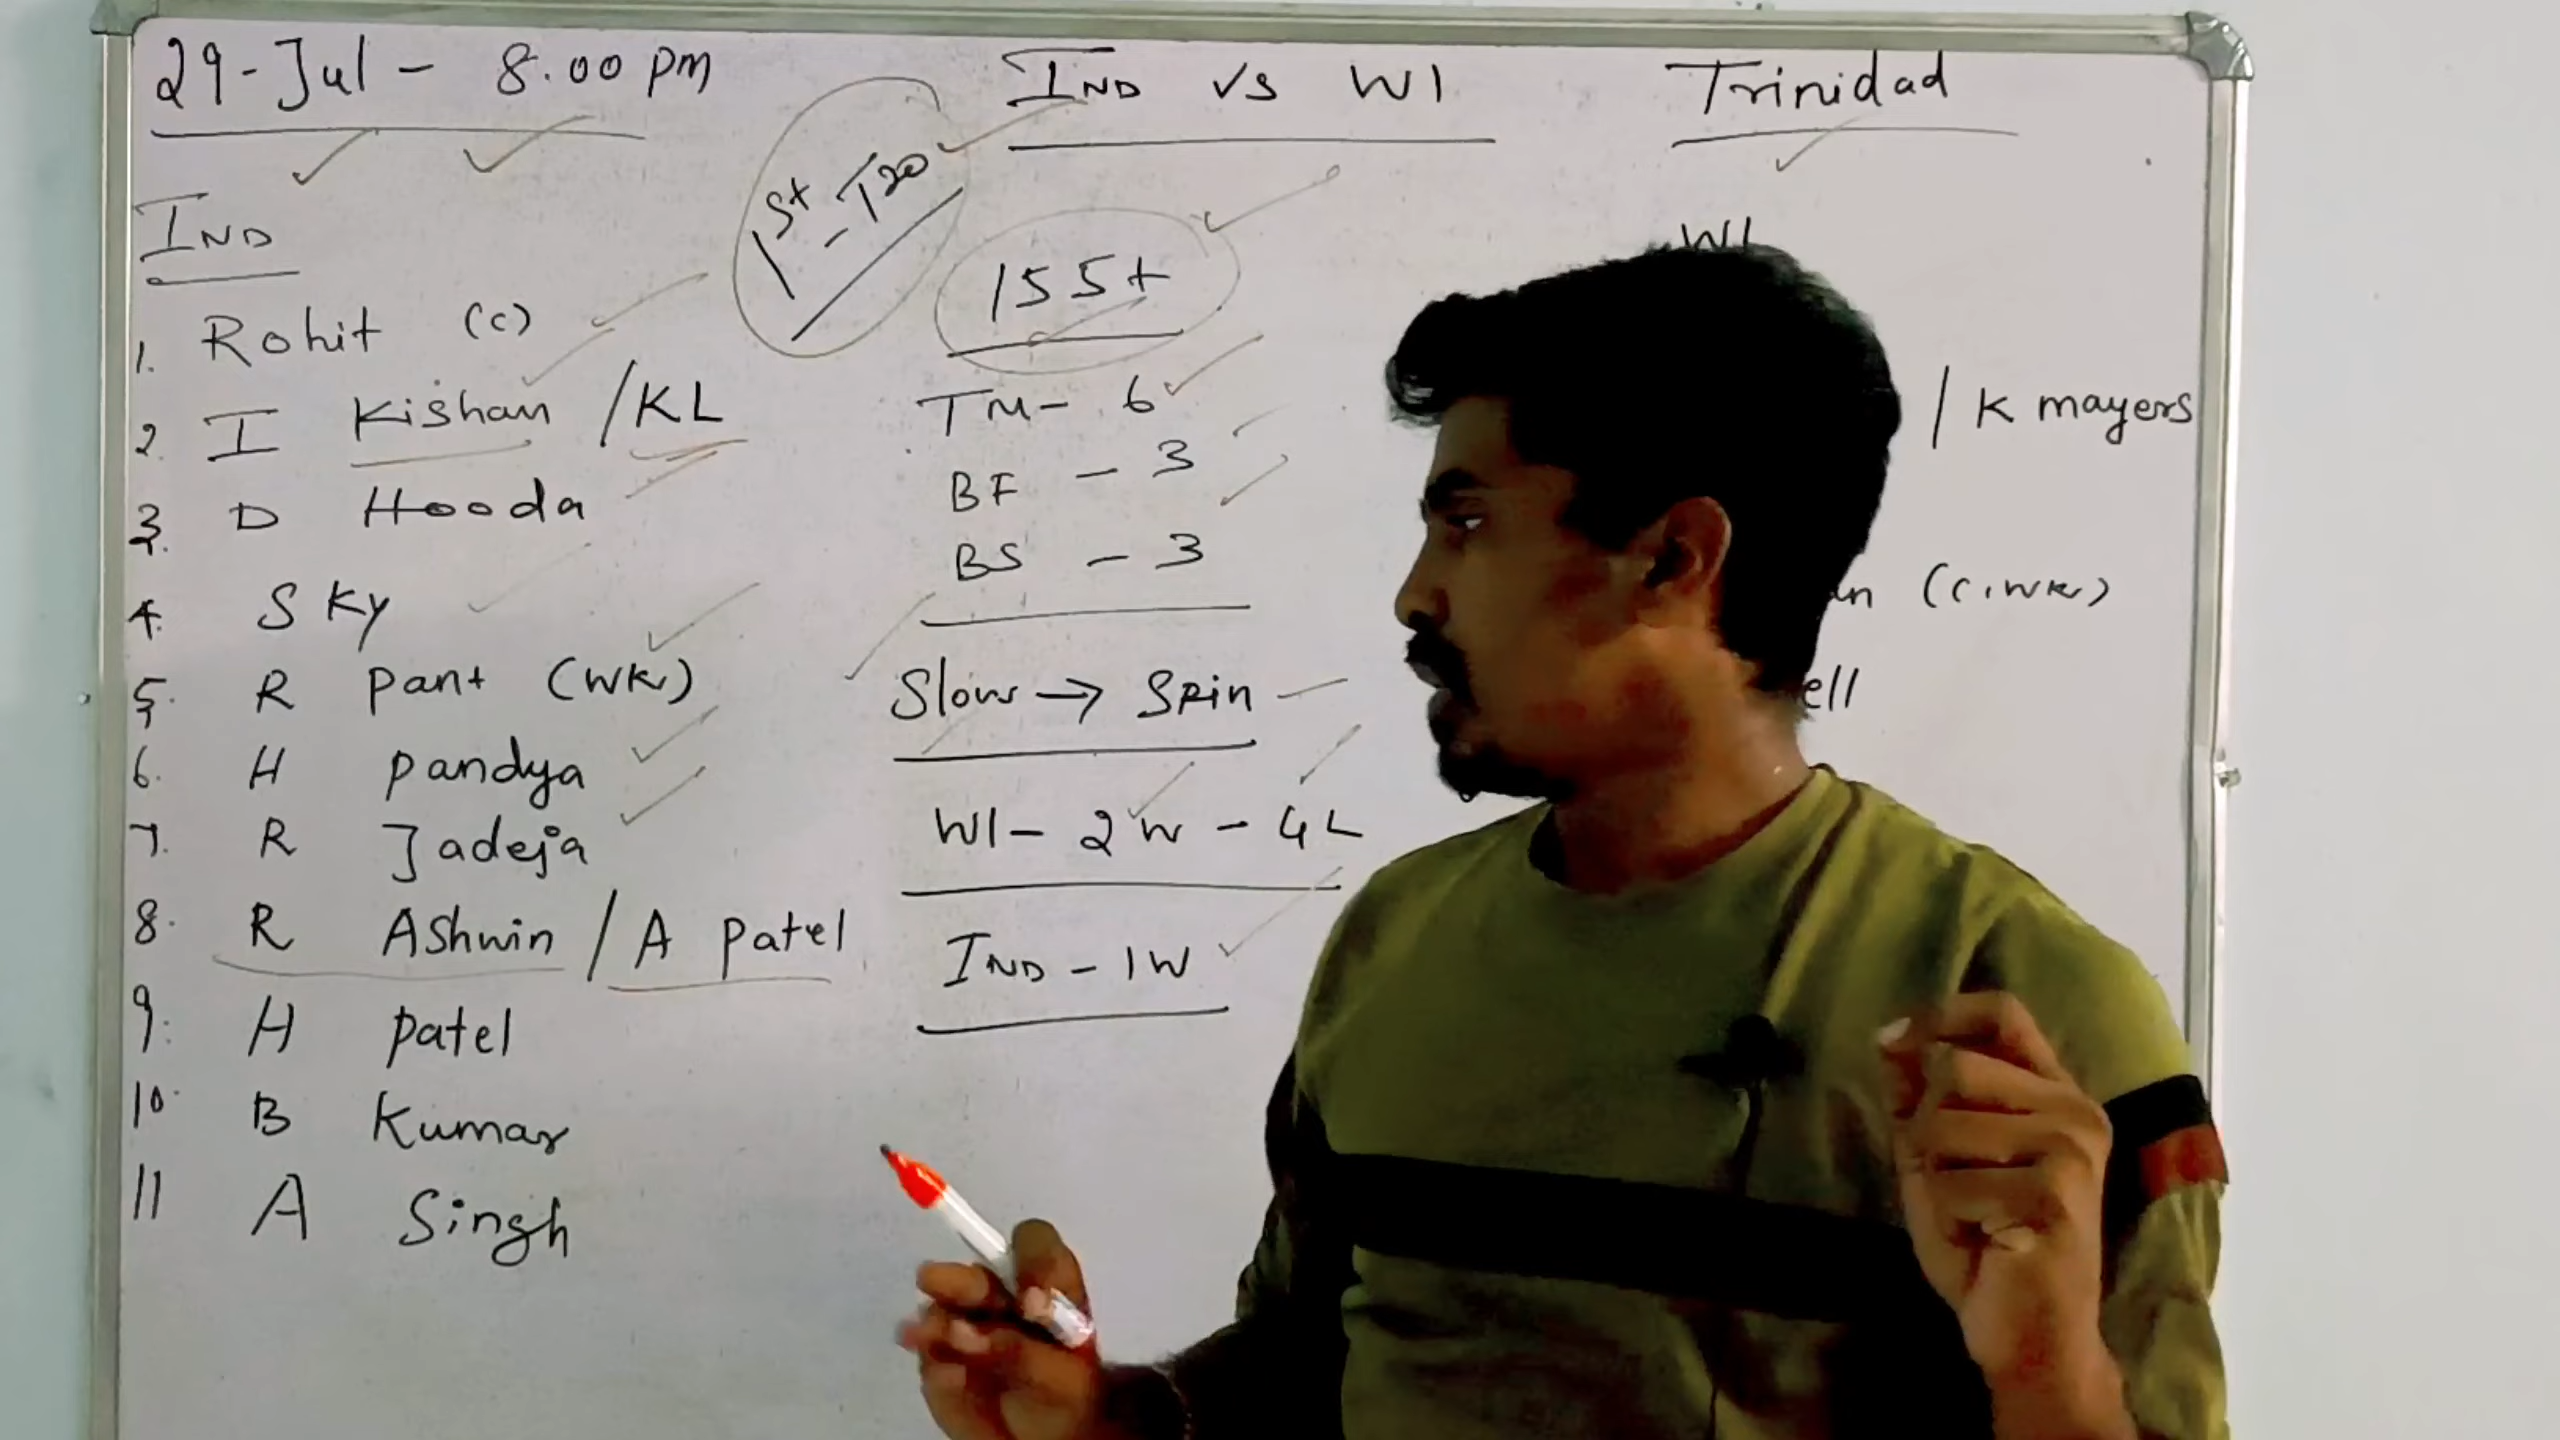 29-Jul - 8.00 pm
IND vs WI
Trinidad
1st - T20
IND
1. Rohit (c)
2. I Kishan / KL
3. D Hooda
4. SKY
5. R Pant (WK)
6. H Pandya
7. R Jadeja
8. R Ashwin / A Patel
9. H Patel
10. B Kumar
11 A Singh
155+
TM- 6
BF - 3
BS - 3
Slow → Spin
WI - 2W - 4L
IND - 1W
WI
/ K mayers
(C,WK)